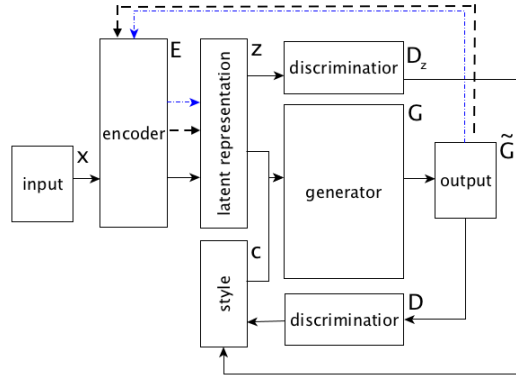 E
z
discriminatior
D_z
G
G̃
x
input
encoder
latent representation
generator
output
c
style
D
discriminatior